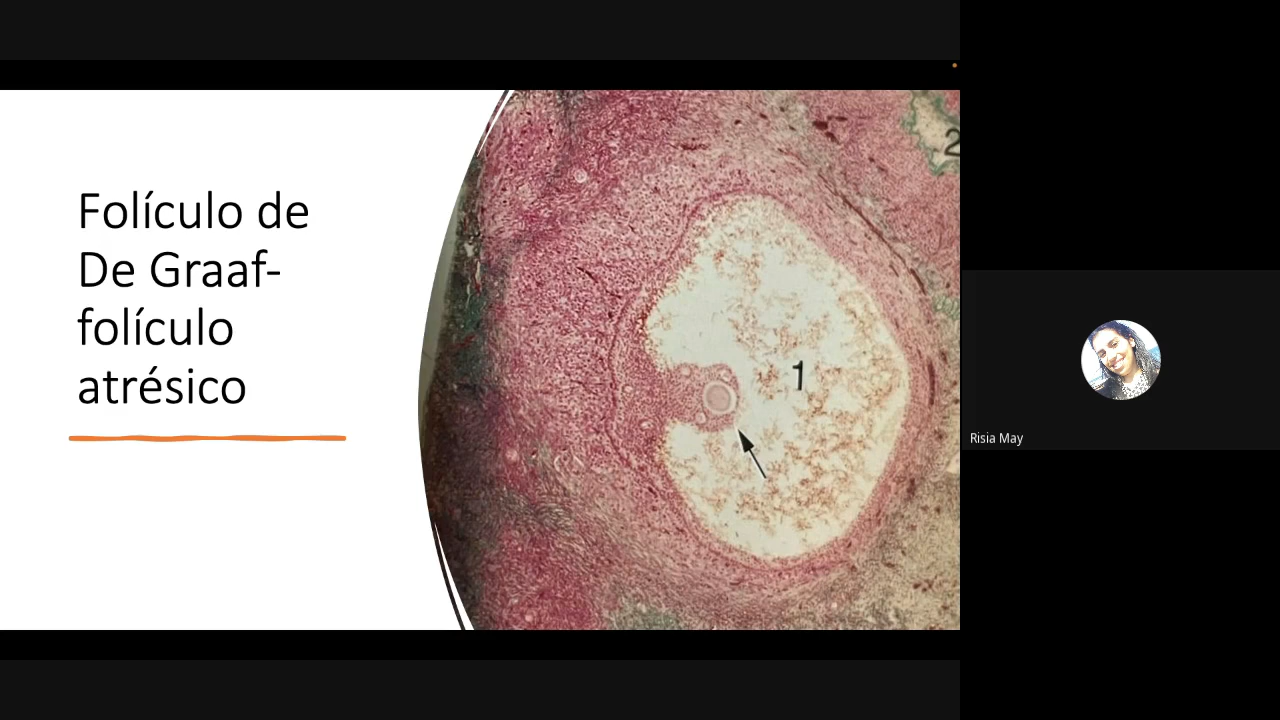 Folículo de
De Graaf-
folículo
atrésico
1
2
Risia May